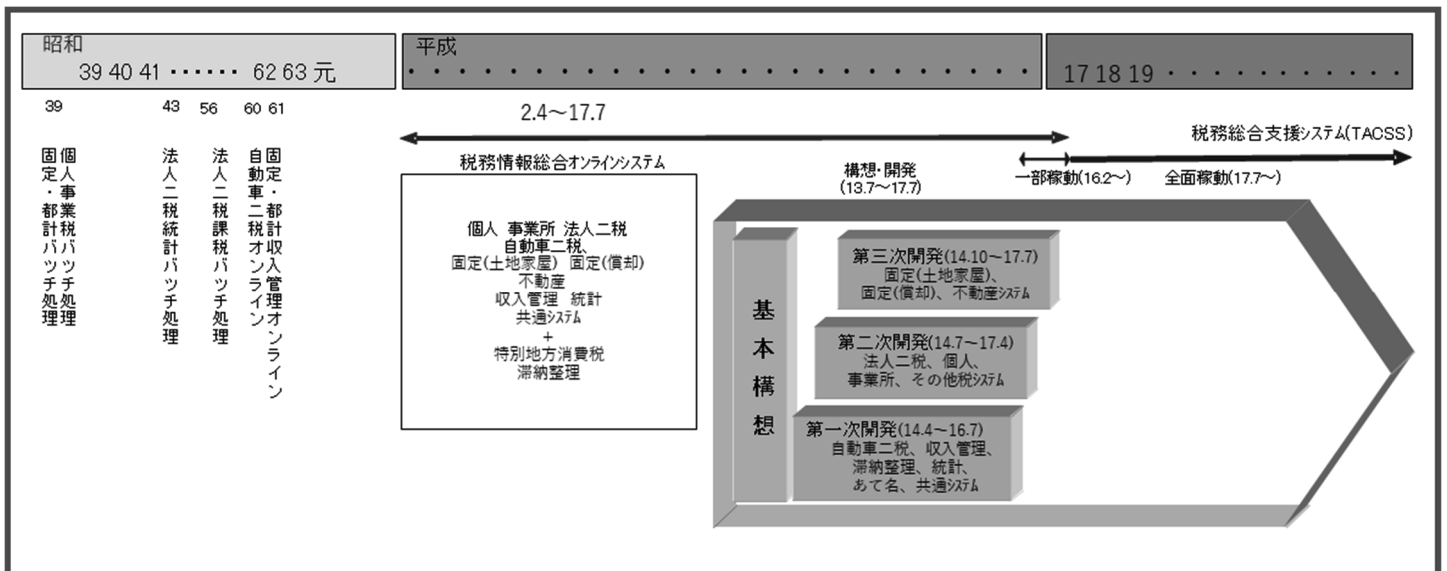 昭和
39 40 41 ‥‥‥ 62 63 元
平成
・・・・・・・・・・・・・・・・・・・・・・・・・
17 18 19 ・・・・・・・・・・・
39
43
56
60
61
固定・都計バッチ処理
個人事業税バッチ処理
法人二税統計バッチ処理
法人二税課税バッチ処理
自動車二税オンライン
固定・都計収入管理オンライン
2.4～17.7
税務情報総合オンラインシステム
個人 事業所 法人二税
自動車二税、
固定(土地家屋) 固定(償却)
不動産
収入管理 統計
共通システム
+
特別地方消費税
滞納整理
税務総合支援システム(TACSS)
構想・開発
(13.7～17.7)
一部稼動(16.2～)
全面稼動(17.7～)
基本構想
第三次開発(14.10～17.7)
固定(土地家屋)、
固定(償却)、不動産システム
第二次開発(14.7～17.4)
法人二税、個人、
事業所、その他税システム
第一次開発(14.4～16.7)
自動車二税、収入管理、
滞納整理、統計、
あて名、共通システム